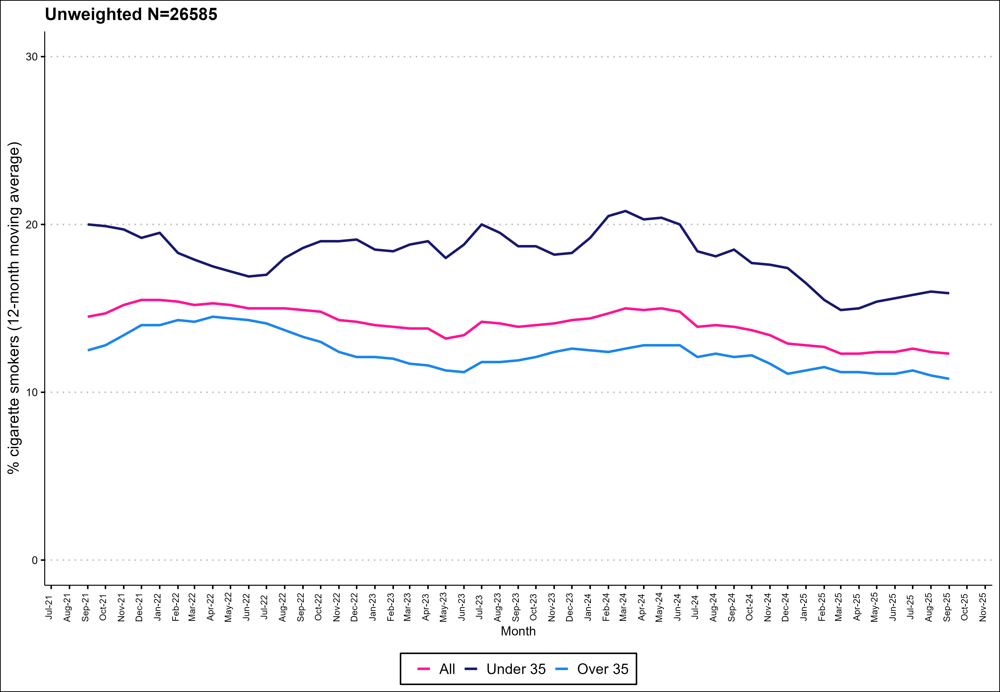 Unweighted N=26585
% cigarette smokers (12-month moving average)
30
20
10
0
Jul-21
Aug-21
Sep-21
Oct-21
Nov-21
Dec-21
Jan-22
Feb-22
Mar-22
Apr-22
May-22
Jun-22
Jul-22
Aug-22
Sep-22
Oct-22
Nov-22
Dec-22
Jan-23
Feb-23
Mar-23
Apr-23
May-23
Jun-23
Jul-23
Aug-23
Sep-23
Oct-23
Nov-23
Dec-23
Jan-24
Feb-24
Mar-24
Apr-24
May-24
Jun-24
Jul-24
Aug-24
Sep-24
Oct-24
Nov-24
Dec-24
Jan-25
Feb-25
Mar-25
Apr-25
May-25
Jun-25
Jul-25
Aug-25
Sep-25
Oct-25
Nov-25
Month
All Under 35 Over 35